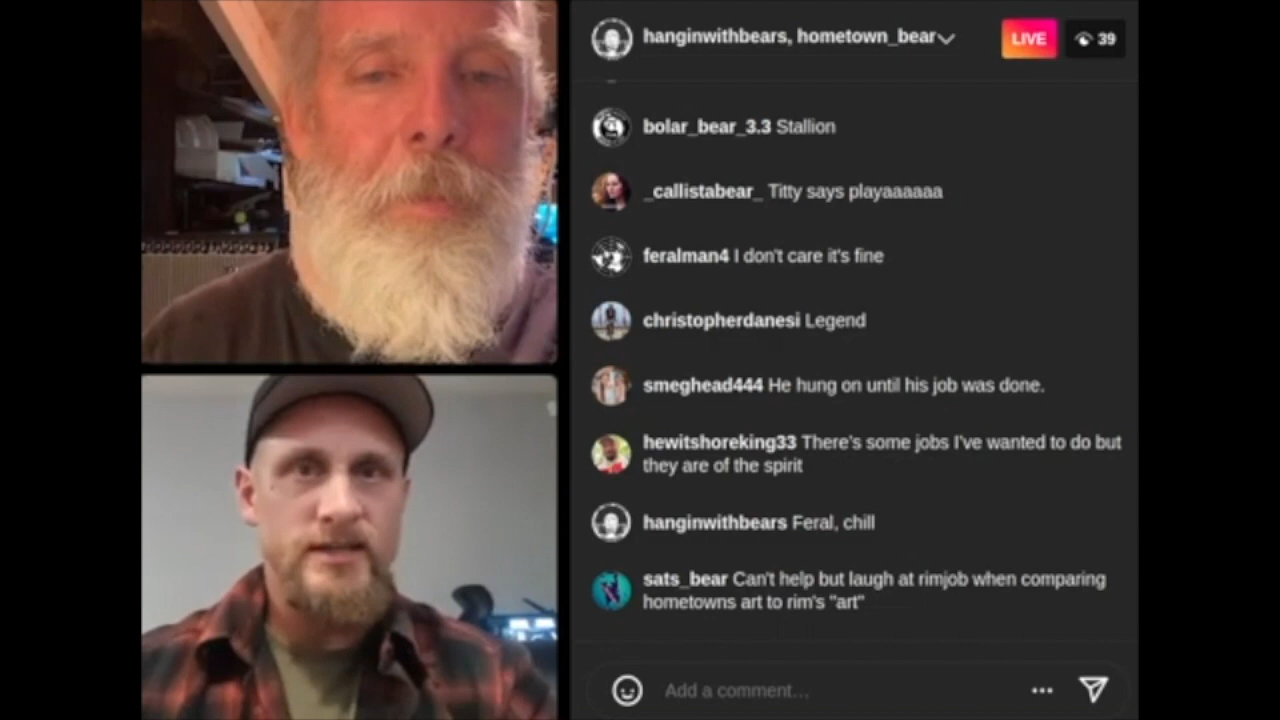 hanginwithbears, hometown_bear
LIVE
39
bolar_bear_3.3 Stallion
_callistabear_ Titty says playaaaaaa
feralman4 I don't care it's fine
christopherdanesi Legend
smeghead444 He hung on until his job was done.
hewitshoreking33 There's some jobs I've wanted to do but
they are of the spirit
hanginwithbears Feral, chill
sats_bear Can't help but laugh at rimjob when comparing
hometowns art to rim's "art"
Add a comment...